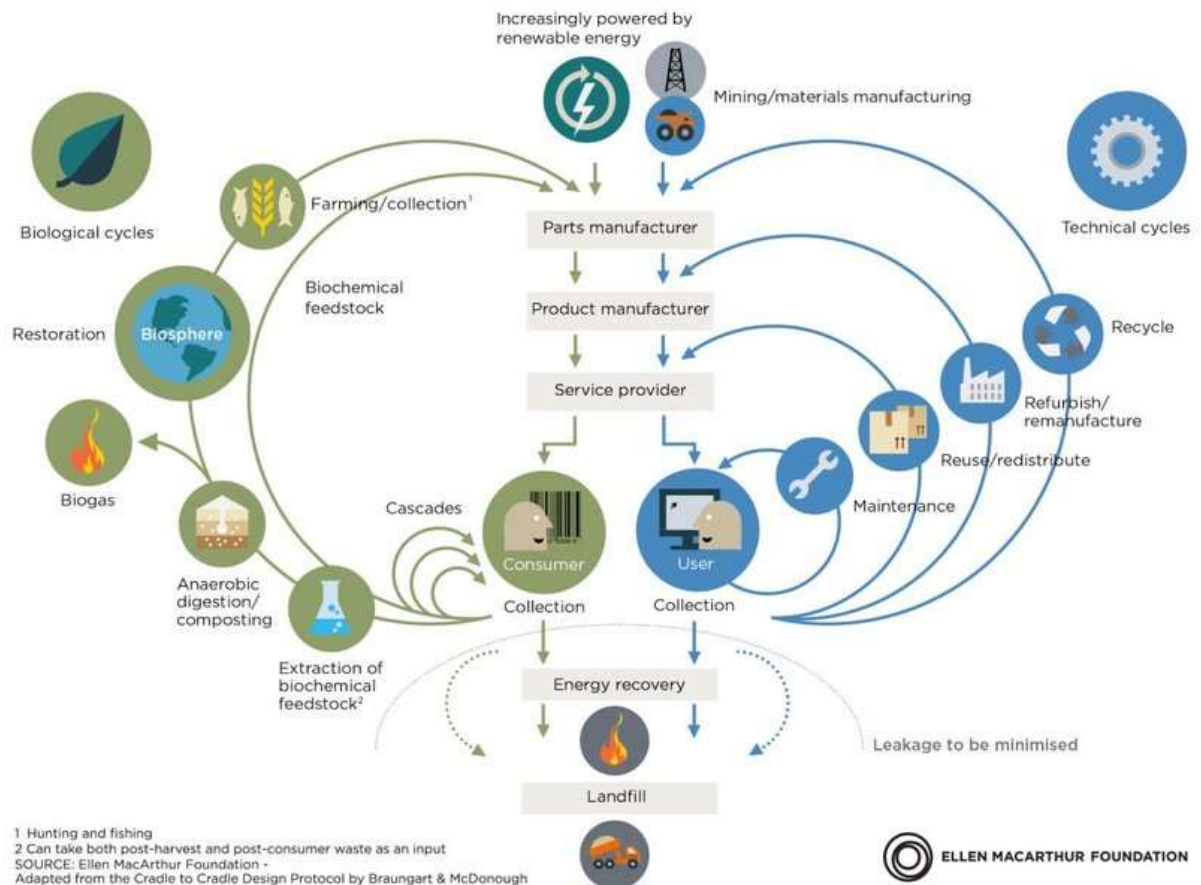 Increasingly powered by
renewable energy
Mining/materials manufacturing
Biological cycles
Technical cycles
Farming/collection¹
Parts manufacturer
Biochemical
feedstock
Product manufacturer
Restoration
Biosphere
Recycle
Service provider
Refurbish/
remanufacture
Reuse/redistribute
Biogas
Cascades
Maintenance
Consumer
User
Anaerobic
digestion/
composting
Collection
Collection
Extraction of
biochemical
feedstock²
Energy recovery
Leakage to be minimised
Landfill
1 Hunting and fishing
2 Can take both post-harvest and post-consumer waste as an input
SOURCE: Ellen MacArthur Foundation -
Adapted from the Cradle to Cradle Design Protocol by Braungart & McDonough
ELLEN MACARTHUR FOUNDATION